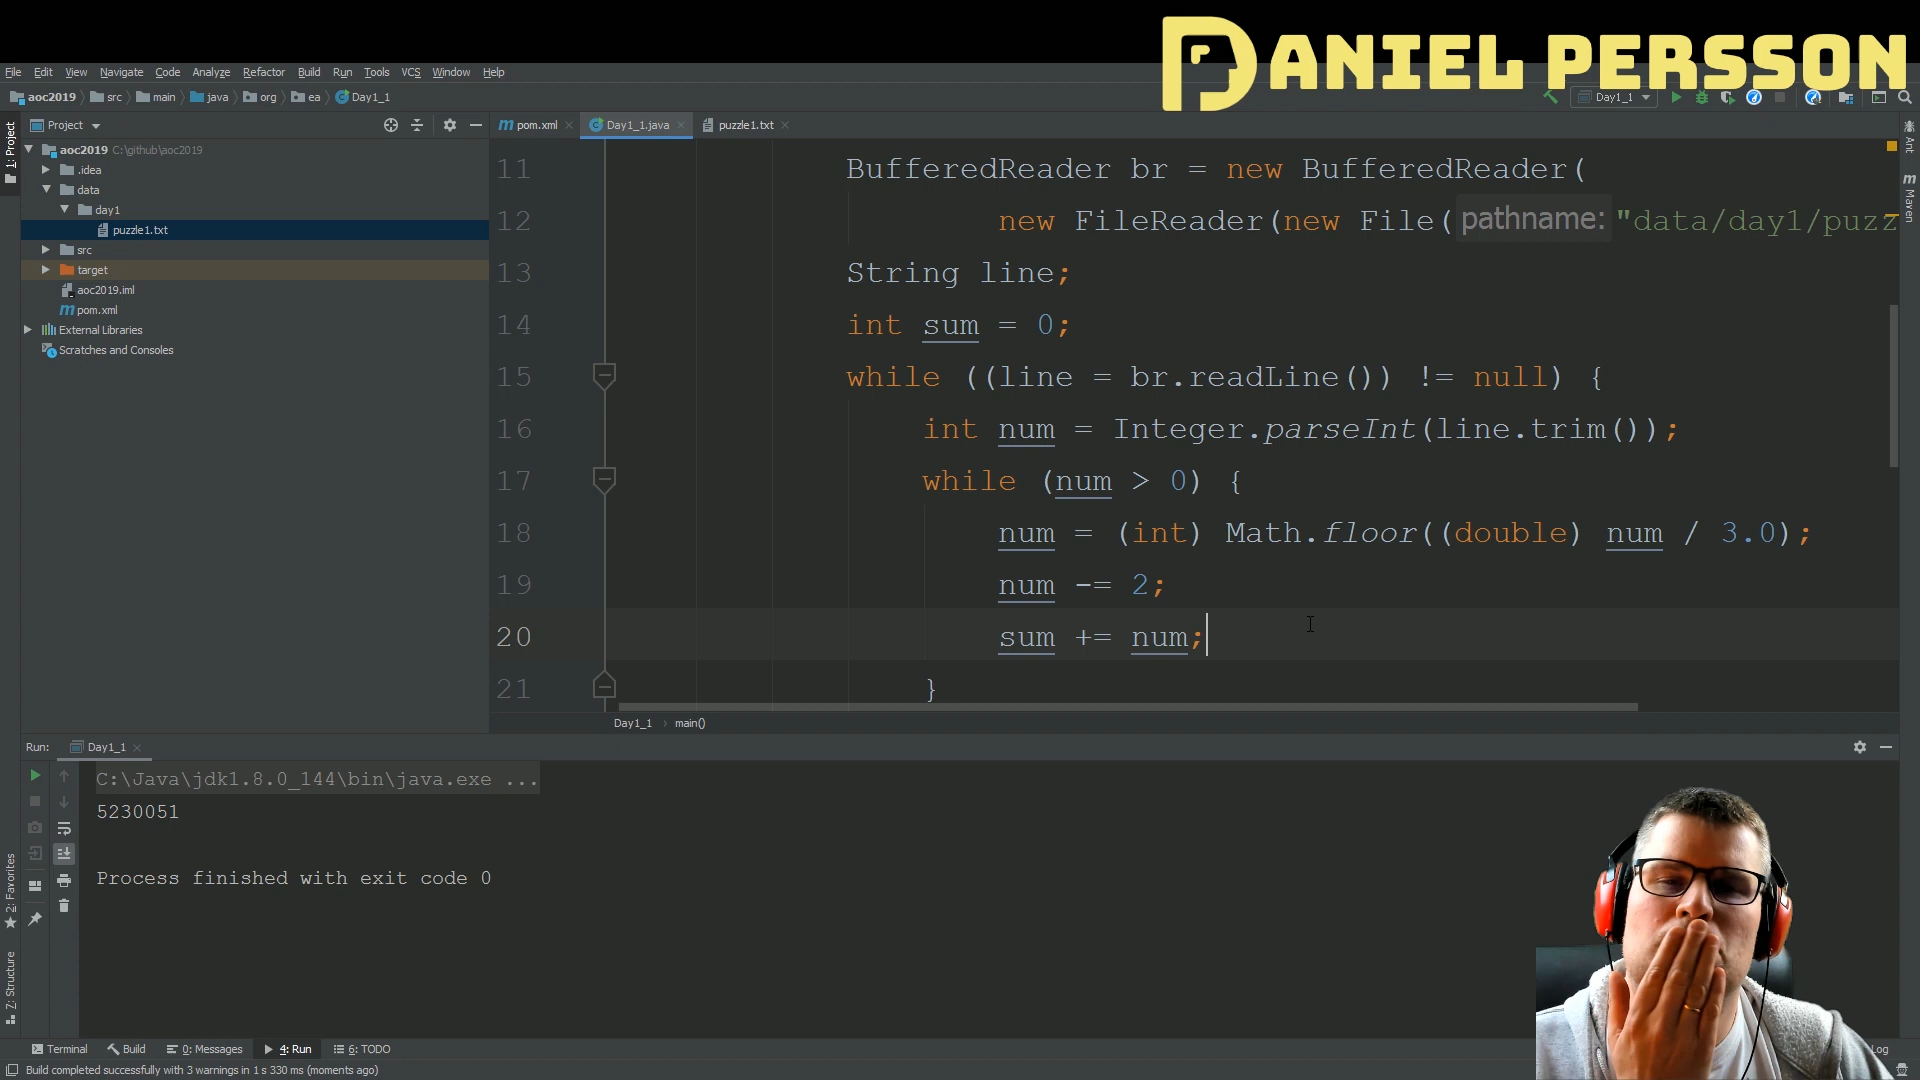 DANIEL PERSSON
File Edit View Navigate Code Analyze Refactor Build Run Tools VCS Window Help
aoc2019 src main java org ea Day1_1
Day1_1
Project
pom.xml Day1_1.java puzzle1.txt
1: Project
aoc2019 C:\github\aoc2019
.idea
data
day1
puzzle1.txt
src
target
aoc2019.iml
pom.xml
External Libraries
Scratches and Consoles
11 BufferedReader br = new BufferedReader(
12 new FileReader(new File( pathname: "data/day1/puzz
13 String line;
14 int sum = 0;
15 while ((line = br.readLine()) != null) {
16 int num = Integer.parseInt(line.trim());
17 while (num > 0) {
18 num = (int) Math.floor((double) num / 3.0);
19 num -= 2;
20 sum += num;
21 }
Day1_1 › main()
Ant
Maven
Run: Day1_1
C:\Java\jdk1.8.0_144\bin\java.exe ...
5230051
Process finished with exit code 0
2: Favorites
7: Structure
Terminal Build 0: Messages 4: Run 6: TODO
Log
Build completed successfully with 3 warnings in 1 s 330 ms (moments ago)